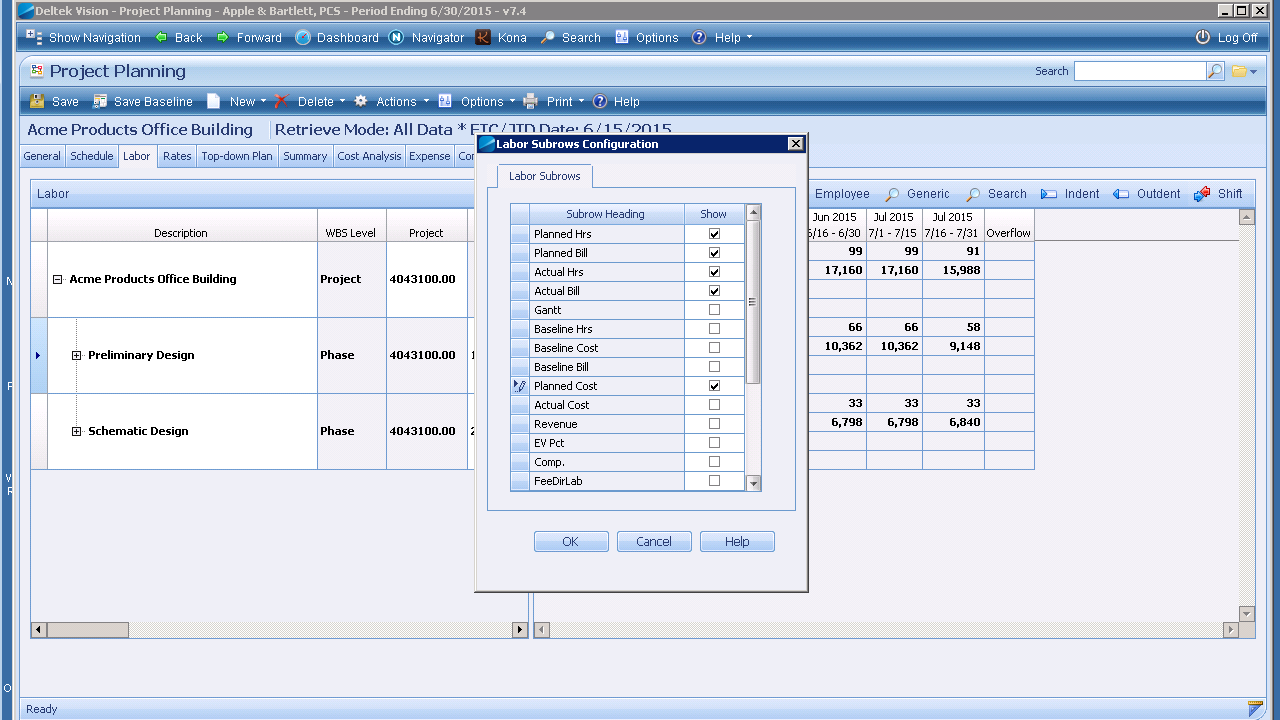 Deltek Vision - Project Planning - Apple & Bartlett, PCS - Period Ending 6/30/2015 - v7.4
Show Navigation Back Forward Dashboard Navigator Kona Search Options Help Log Off
Project Planning Search
Save Save Baseline New Delete Actions Options Print Help
Acme Products Office Building Retrieve Mode: All Data * ETC/JTD Date: 6/15/2015
General Schedule Labor Rates Top-down Plan Summary Cost Analysis Expense
Labor Employee Generic Search Indent Outdent Shift
Description WBS Level Project
Jun 2015 Jul 2015 Jul 2015
6/16 - 6/30 7/1 - 7/15 7/16 - 7/31 Overflow
Acme Products Office Building Project 4043100.00
99 99 91
17,160 17,160 15,988
Preliminary Design Phase 4043100.00
66 66 58
10,362 10,362 9,148
Schematic Design Phase 4043100.00
33 33 33
6,798 6,798 6,840
Labor Subrows Configuration
Labor Subrows
Subrow Heading Show
Planned Hrs
Planned Bill
Actual Hrs
Actual Bill
Gantt
Baseline Hrs
Baseline Cost
Baseline Bill
Planned Cost
Actual Cost
Revenue
EV Pct
Comp.
FeeDirLab
OK Cancel Help
Ready